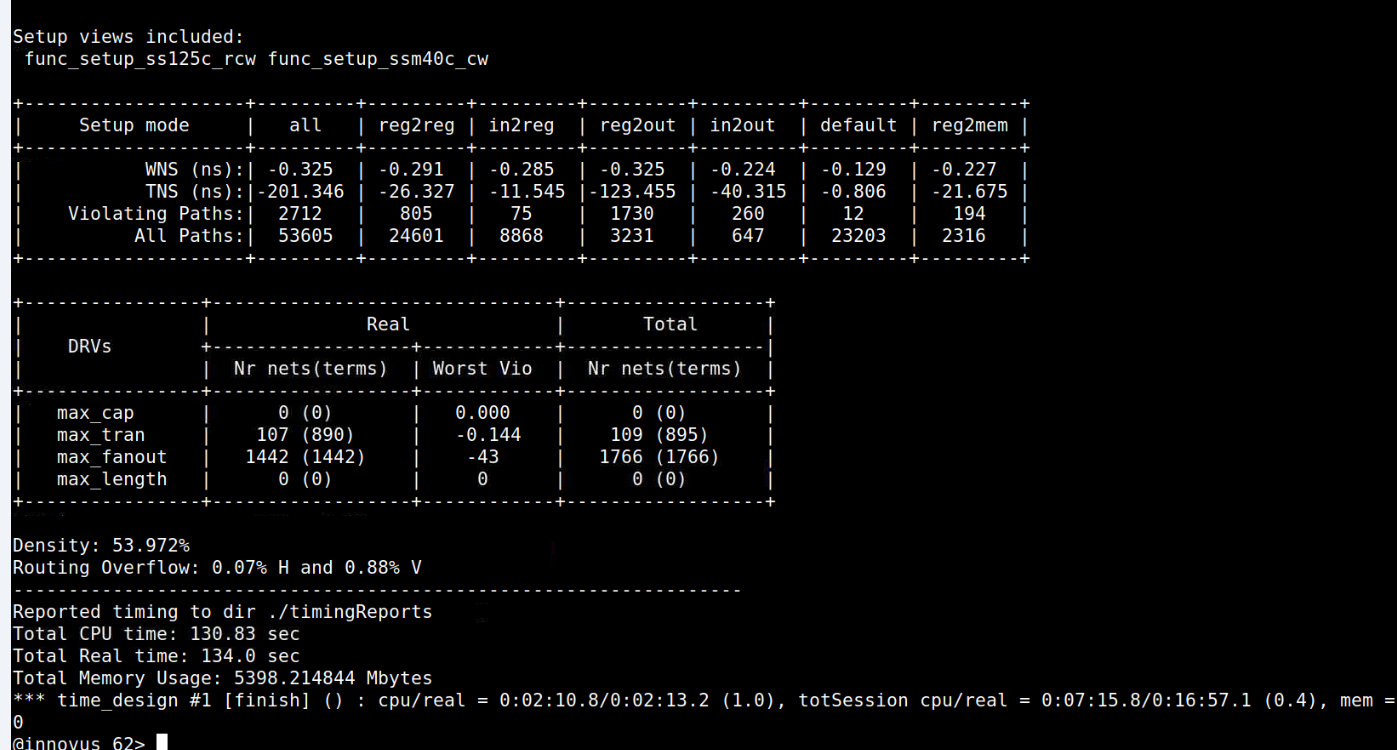 Setup views included:
 func_setup_ss125c_rcw func_setup_ssm40c_cw
+--------------------+---------+---------+---------+---------+---------+---------+---------+
|     Setup mode     |   all   | reg2reg | in2reg  | reg2out | in2out  | default | reg2mem |
+--------------------+---------+---------+---------+---------+---------+---------+---------+
|           WNS (ns):| -0.325  | -0.291  | -0.285  | -0.325  | -0.224  | -0.129  | -0.227  |
|           TNS (ns):|-201.346 | -26.327 | -11.545 |-123.455 | -40.315 | -0.806  | -21.675 |
|    Violating Paths:|  2712   |   805   |   75    |  1730   |   260   |   12    |   194   |
|          All Paths:|  53605  |  24601  |  8868   |  3231   |   647   |  23203  |  2316   |
+--------------------+---------+---------+---------+---------+---------+---------+---------+
+----------------+-------------------------------+------------------+
|                |              Real             |       Total      |
|    DRVs        +------------------+------------+------------------|
|                |  Nr nets(terms)  | Worst Vio  |  Nr nets(terms)  |
+----------------+------------------+------------+------------------+
|   max_cap      |      0 (0)       |   0.000    |      0 (0)       |
|   max_tran     |    107 (890)     |   -0.144   |    109 (895)     |
|   max_fanout   |   1442 (1442)    |    -43     |   1766 (1766)    |
|   max_length   |      0 (0)       |     0      |      0 (0)       |
+----------------+------------------+------------+------------------+
Density: 53.972%
Routing Overflow: 0.07% H and 0.88% V
------------------------------------------------------------------
Reported timing to dir ./timingReports
Total CPU time: 130.83 sec
Total Real time: 134.0 sec
Total Memory Usage: 5398.214844 Mbytes
*** time_design #1 [finish] () : cpu/real = 0:02:10.8/0:02:13.2 (1.0), totSession cpu/real = 0:07:15.8/0:16:57.1 (0.4), mem =
0
@innovus 62>